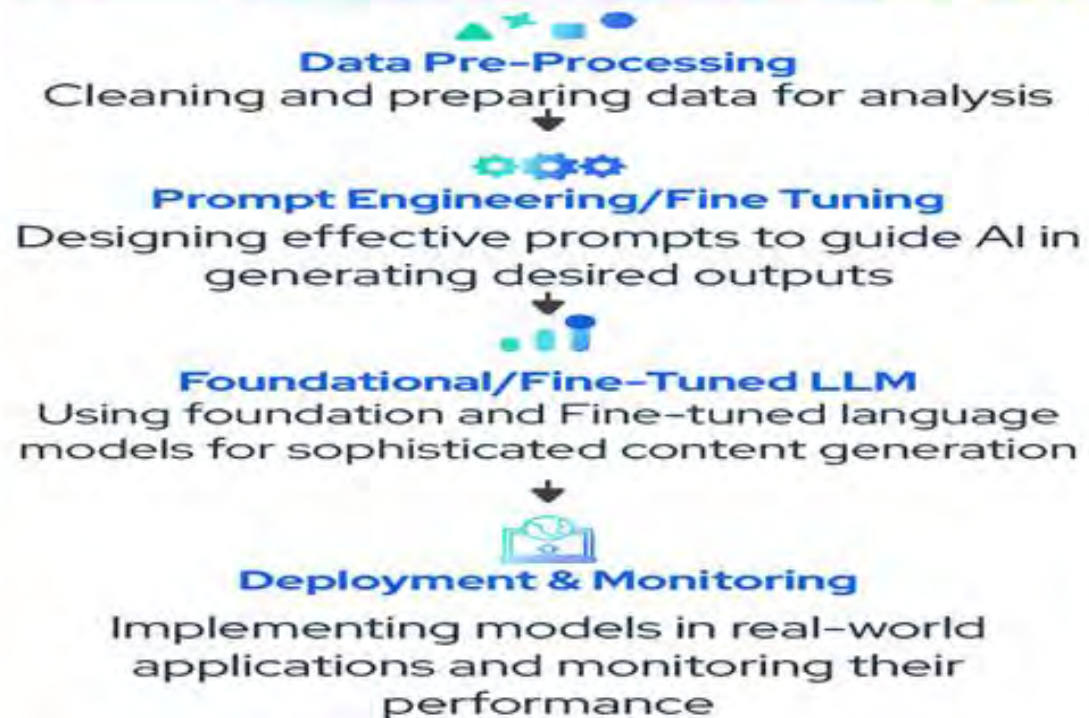 Data Pre-Processing
Cleaning and preparing data for analysis
Prompt Engineering/Fine Tuning
Designing effective prompts to guide AI in
generating desired outputs
Foundational/Fine-Tuned LLM
Using foundation and Fine-tuned language
models for sophisticated content generation
Deployment & Monitoring
Implementing models in real-world
applications and monitoring their
performance